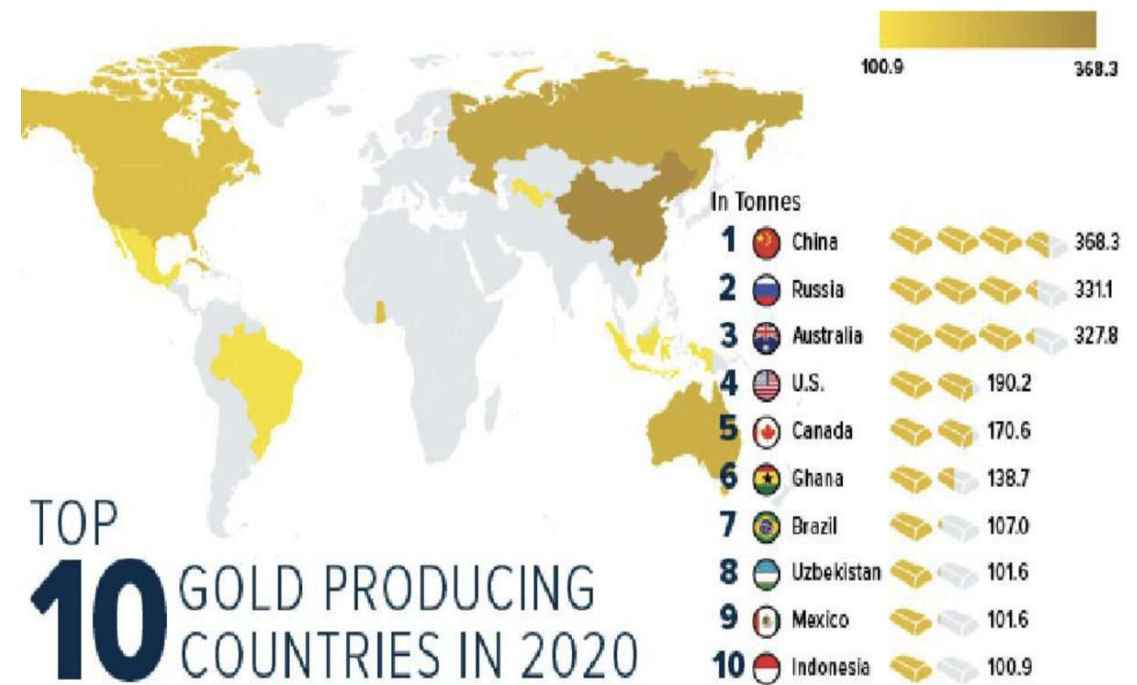 100.9 368.3
In Tonnes
1 China 368.3
2 Russia 331.1
3 Australia 327.8
4 U.S. 190.2
5 Canada 170.6
6 Ghana 138.7
7 Brazil 107.0
8 Uzbekistan 101.6
9 Mexico 101.6
10 Indonesia 100.9
TOP
10 GOLD PRODUCING
COUNTRIES IN 2020